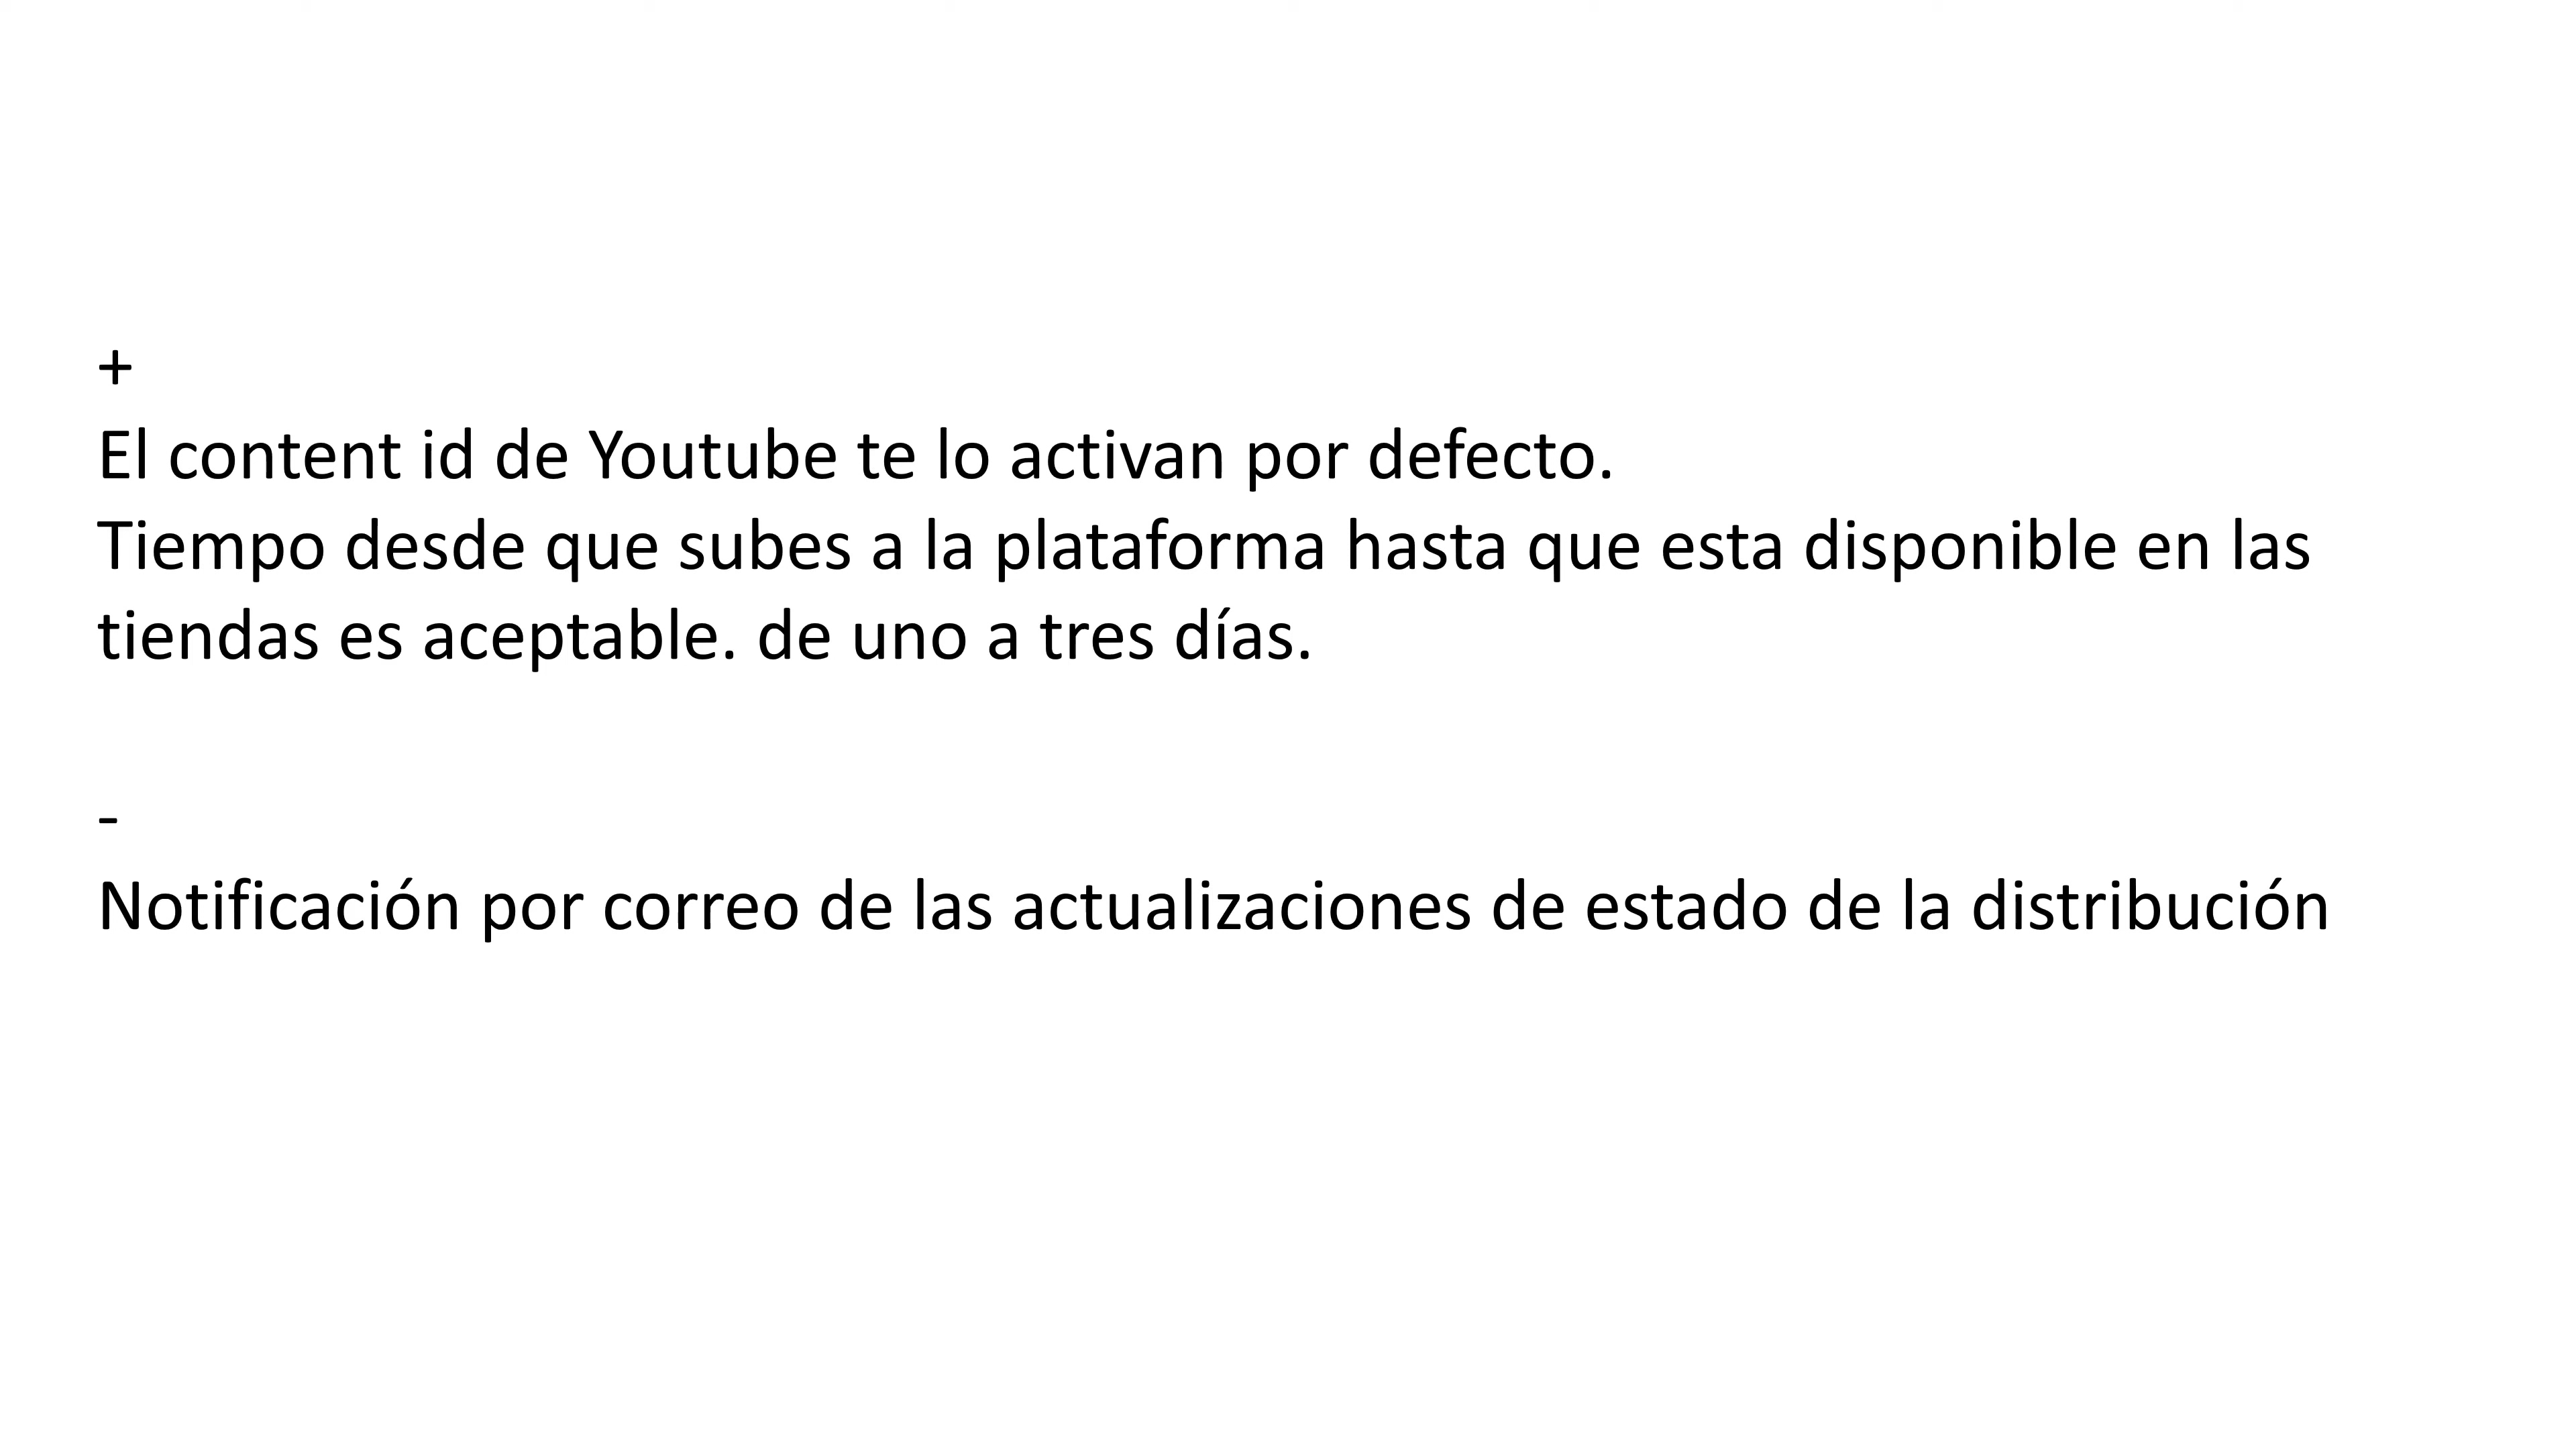 +
El content id de Youtube te lo activan por defecto.
Tiempo desde que subes a la plataforma hasta que esta disponible en las
tiendas es aceptable. de uno a tres días.
-
Notificación por correo de las actualizaciones de estado de la distribución